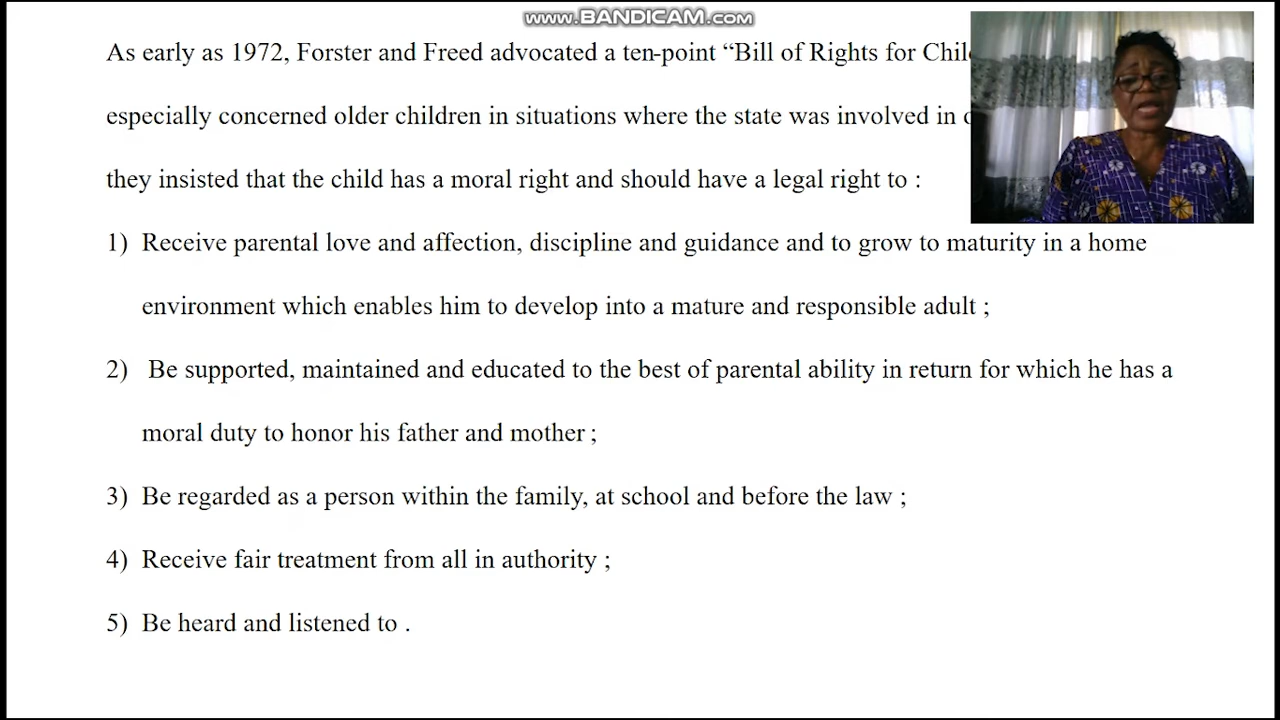 www.BANDICAM.com
As early as 1972, Forster and Freed advocated a ten-point “Bill of Rights for
especially concerned older children in situations where the state was involved in
they insisted that the child has a moral right and should have a legal right to :
1) Receive parental love and affection, discipline and guidance and to grow to maturity in a home
environment which enables him to develop into a mature and responsible adult ;
2) Be supported, maintained and educated to the best of parental ability in return for which he has a
moral duty to honor his father and mother ;
3) Be regarded as a person within the family, at school and before the law ;
4) Receive fair treatment from all in authority ;
5) Be heard and listened to .